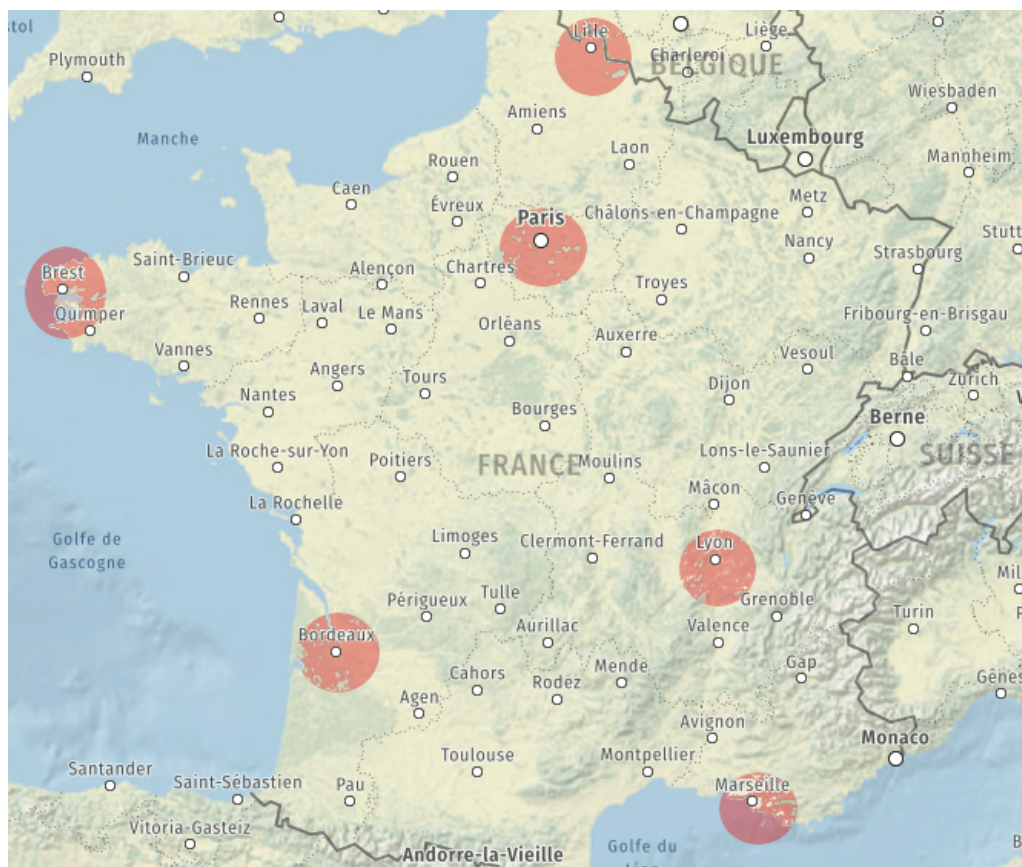 stol
Plymouth
Lille
Liège
Charleroi
BELGIQUE
Wiesbaden
Amiens
Manche
Luxembourg
Laon
Mannheim
Rouen
Caen
Metz
Évreux
Paris
Châlons-en-Champagne
Nancy
Strasbourg
Stutt
Saint-Brieuc
Brest
Alençon
Chartres
Troyes
Rennes
Laval
Le Mans
Quimper
Orléans
Auxerre
Fribourg-en-Brisgau
Vannes
Vesoul
Bâle
Angers
Tours
Dijon
Zurich
Nantes
Bourges
Berne
La Roche-sur-Yon
Poitiers
FRANCE
Moulins
Lons-le-Saunier
SUISSE
Mâcon
Genève
La Rochelle
Golfe de
Gascogne
Limoges
Clermont-Ferrand
Lyon
Mil
Tulle
Périgueux
Grenoble
Turin
Bordeaux
Aurillac
Valence
Cahors
Mende
Gap
Rodez
Gênes
Agen
Avignon
Monaco
Toulouse
Montpellier
Santander
Saint-Sébastien
Pau
Marseille
Vitoria-Gasteiz
Andorre-la-Vieille
Golfe du
B